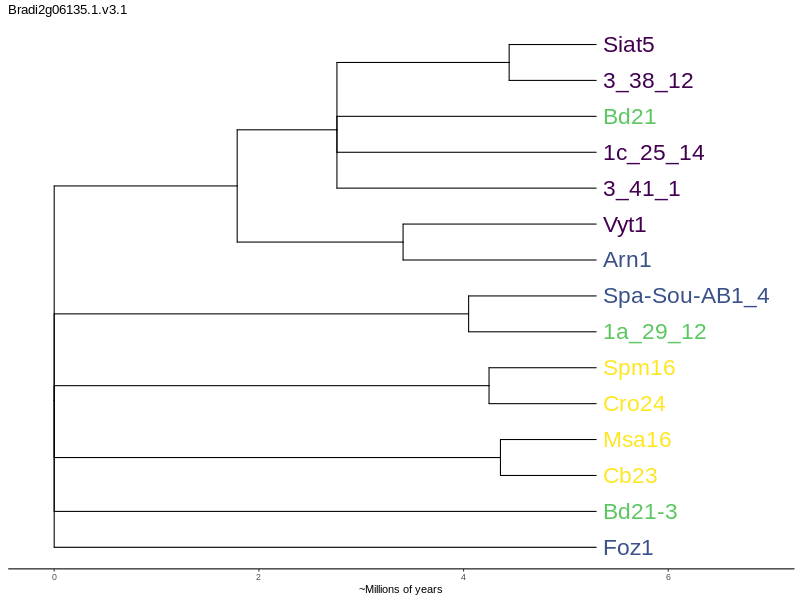 Bradi2g06135.1.v3.1
Siat5
3_38_12
Bd21
1c_25_14
3_41_1
Vyt1
Arn1
Spa-Sou-AB1_4
1a_29_12
Spm16
Cro24
Msa16
Cb23
Bd21-3
Foz1
0 2 4 6
~Millions of years